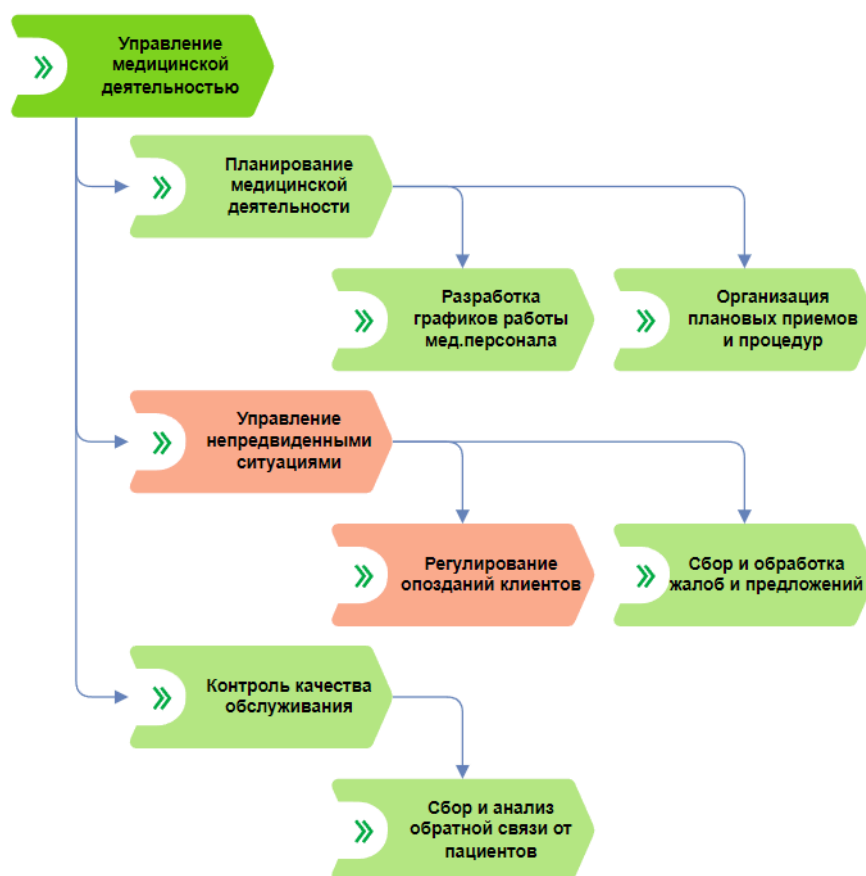 Управление
медицинской
деятельностью
Планирование
медицинской
деятельности
Разработка
графиков работы
мед.персонала
Организация
плановых приемов
и процедур
Управление
непредвиденными
ситуациями
Регулирование
опозданий клиентов
Сбор и обработка
жалоб и предложений
Контроль качества
обслуживания
Сбор и анализ
обратной связи от
пациентов